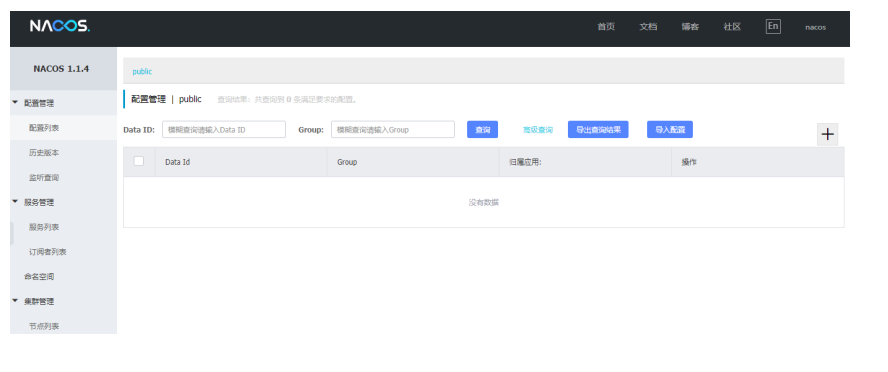 NACOS.
首页 文档 博客 社区 En nacos
NACOS 1.1.4
配置管理
配置列表
历史版本
监听查询
服务管理
服务列表
订阅者列表
命名空间
集群管理
节点列表
public
配置管理 | public 查询结果：共查询到 0 条满足要求的配置。
Data ID: 模糊查询请输入Data ID Group: 模糊查询请输入Group 查询 高级查询 导出查询结果 导入配置 +
Data Id Group 归属应用: 操作
没有数据